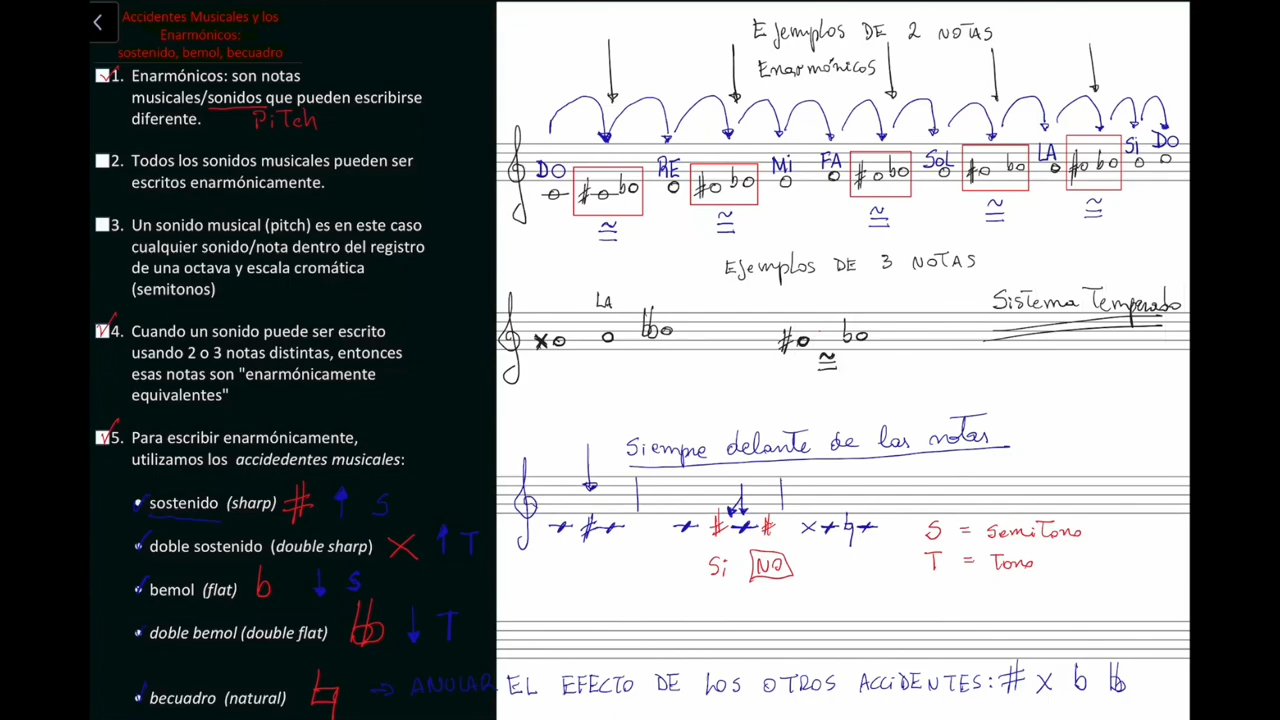 Accidentes Musicales y los
Enarmónicos:
sostenido, bemol, becuadro
1. Enarmónicos: son notas
musicales/sonidos que pueden escribirse
diferente.
PiTch
2. Todos los sonidos musicales pueden ser
escritos enarmónicamente.
3. Un sonido musical (pitch) es en este caso
cualquier sonido/nota dentro del registro
de una octava y escala cromática
(semitonos)
4. Cuando un sonido puede ser escrito
usando 2 o 3 notas distintas, entonces
esas notas son "enarmónicamente
equivalentes"
5. Para escribir enarmónicamente,
utilizamos los accidedentes musicales:
sostenido (sharp) # ↑ S
doble sostenido (double sharp) x ↑ T
bemol (flat) b ↓ S
doble bemol (double flat) bb ↓ T
becuadro (natural) ♮ → ANULAR EL EFECTO DE LOS OTROS ACCIDENTES: # x b bb
Ejemplos DE 2 NOTAS
Enarmónicos
DO RE Mi FA SOL LA Si DO
# b # b # b # b # b
≅ ≅ ≅ ≅ ≅
Ejemplos DE 3 NOTAS
LA
Sistema Temperado
x bb # b
≅
Siempre delante de las notas
# # # x ♮
Si NO
S = Semitono
T = Tono